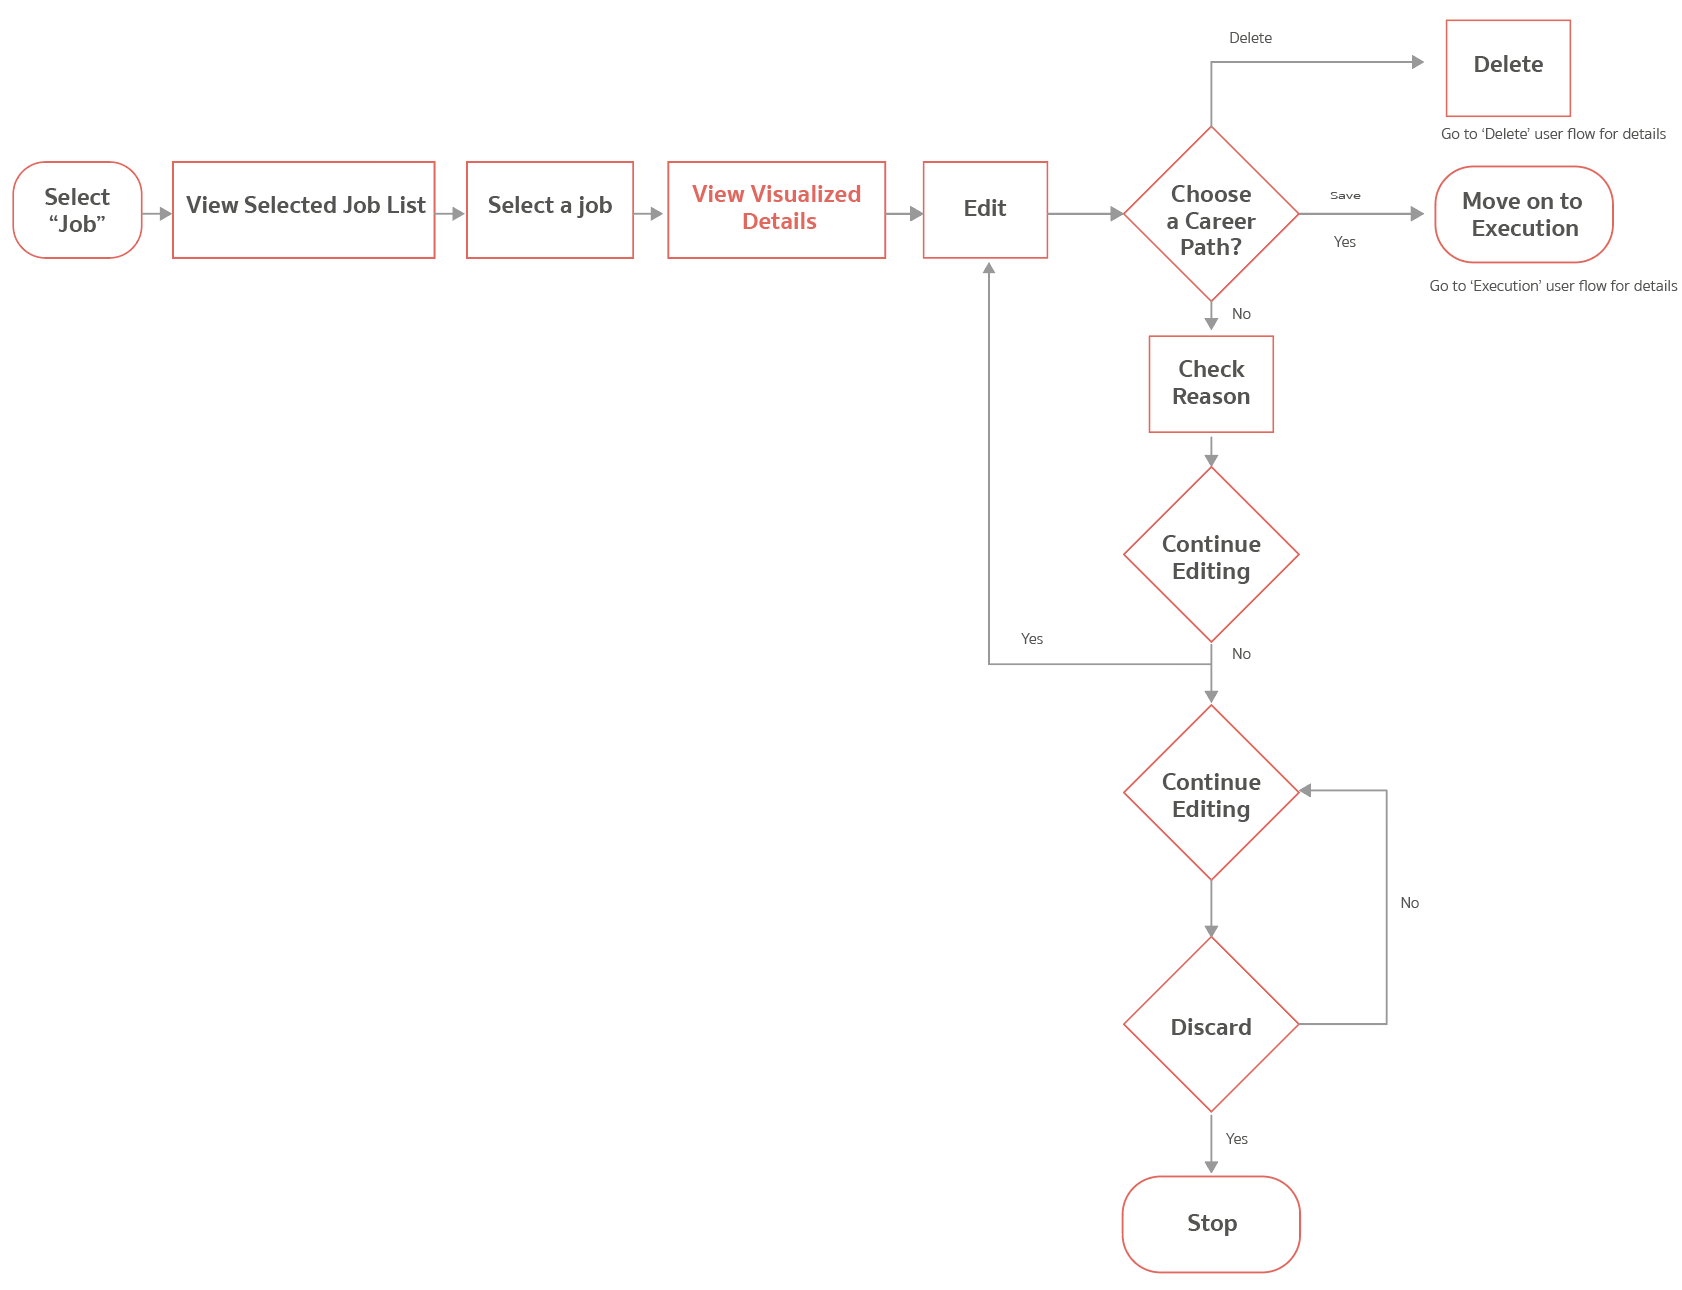 Delete
Delete
Go to ‘Delete’ user flow for details
Select
“Job”
View Selected Job List
Select a job
View Visualized
Details
Edit
Choose
a Career
Path?
Save
Yes
Move on to
Execution
Go to ‘Execution’ user flow for details
No
Check
Reason
Continue
Editing
Yes
No
Continue
Editing
No
Discard
Yes
Stop